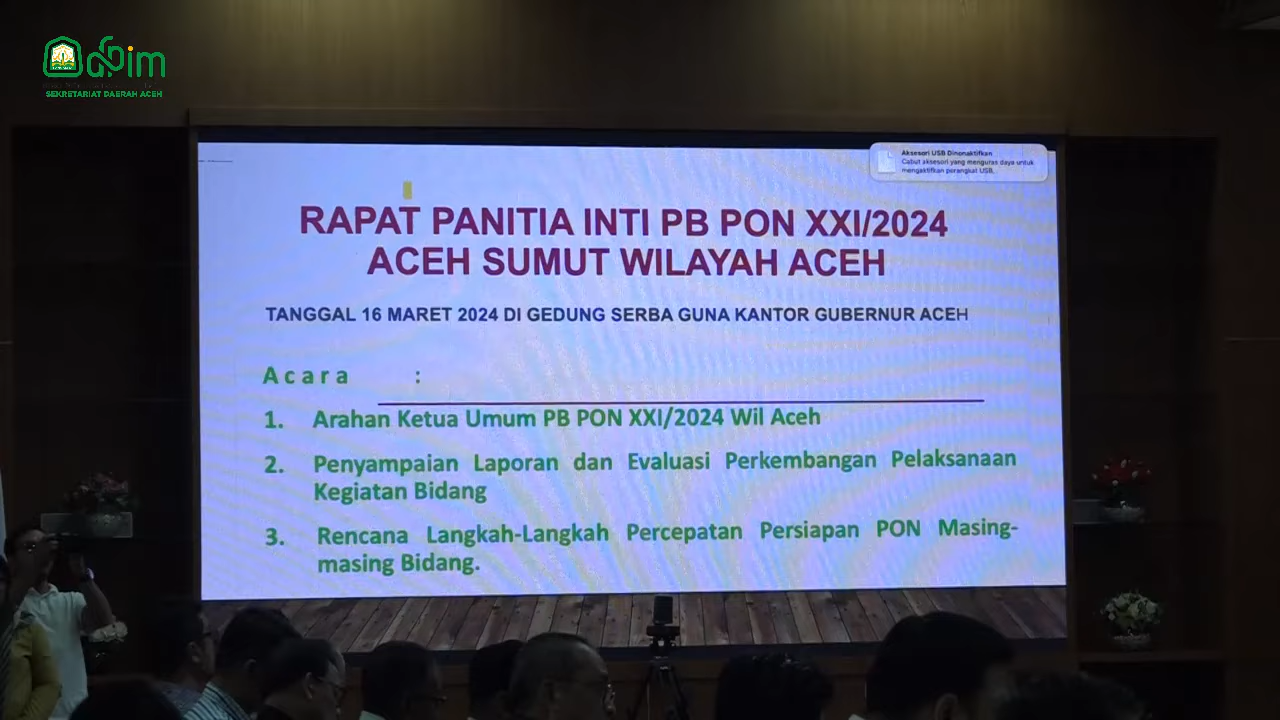 adpim
SEKRETARIAT DAERAH ACEH
Aksesori USB Dinonaktifkan
Cabut aksesori yang menguras daya untuk
mengaktifkan perangkat USB.
RAPAT PANITIA INTI PB PON XXI/2024
ACEH SUMUT WILAYAH ACEH
TANGGAL 16 MARET 2024 DI GEDUNG SERBA GUNA KANTOR GUBERNUR ACEH
Acara :
1. Arahan Ketua Umum PB PON XXI/2024 Wil Aceh
2. Penyampaian Laporan dan Evaluasi Perkembangan Pelaksanaan
Kegiatan Bidang
3. Rencana Langkah-Langkah Percepatan Persiapan PON Masing-
masing Bidang.